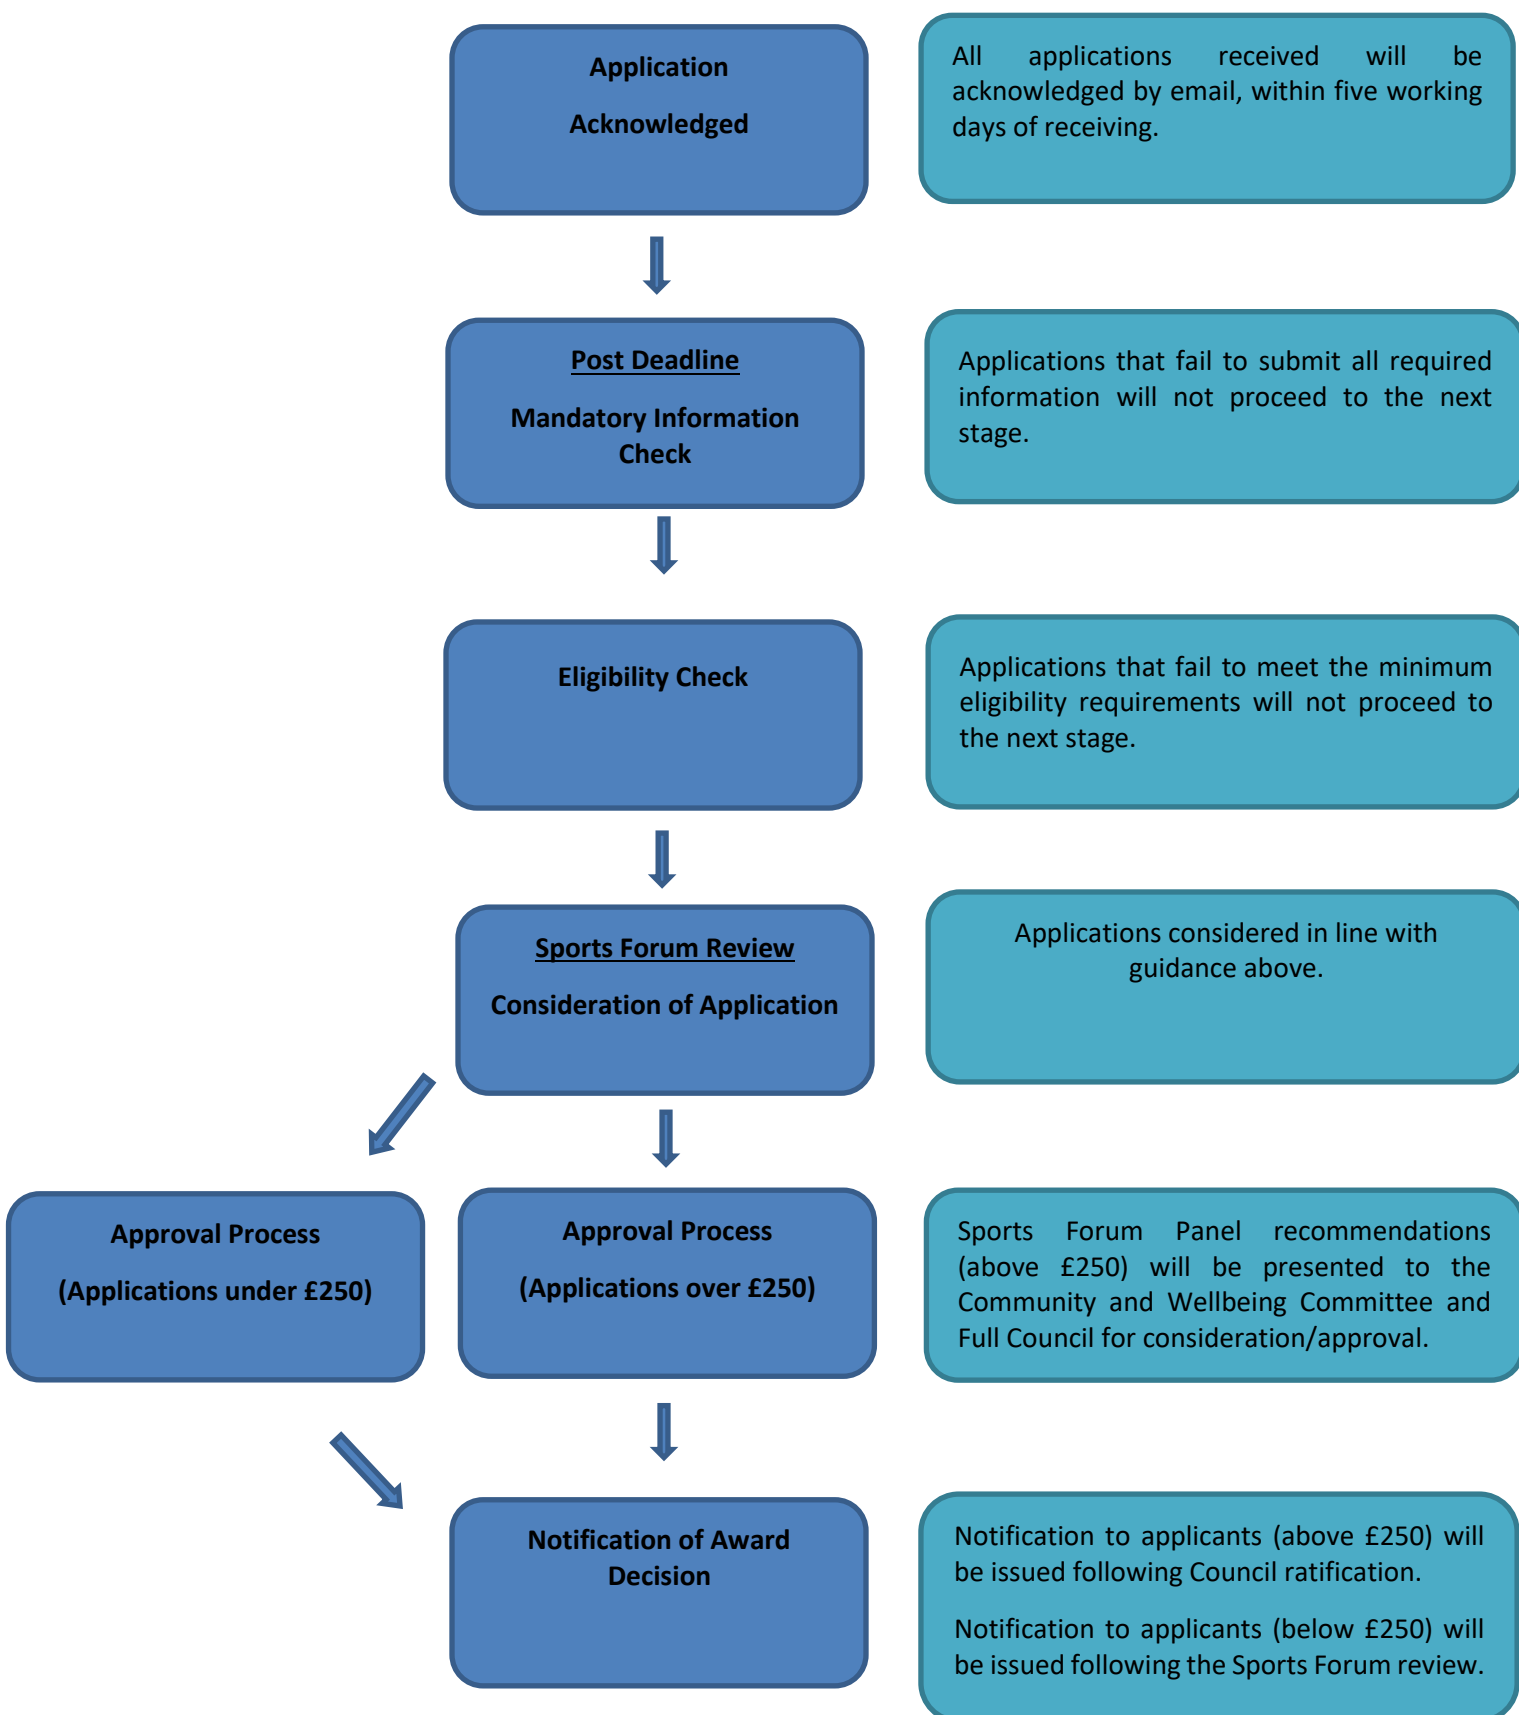 Application
Acknowledged
All applications received will be
acknowledged by email, within five working
days of receiving.
Post Deadline
Mandatory Information
Check
Applications that fail to submit all required
information will not proceed to the next
stage.
Eligibility Check
Applications that fail to meet the minimum
eligibility requirements will not proceed to
the next stage.
Sports Forum Review
Consideration of Application
Applications considered in line with
guidance above.
Approval Process
(Applications under £250)
Approval Process
(Applications over £250)
Sports Forum Panel recommendations
(above £250) will be presented to the
Community and Wellbeing Committee and
Full Council for consideration/approval.
Notification of Award
Decision
Notification to applicants (above £250) will
be issued following Council ratification.
Notification to applicants (below £250) will
be issued following the Sports Forum review.